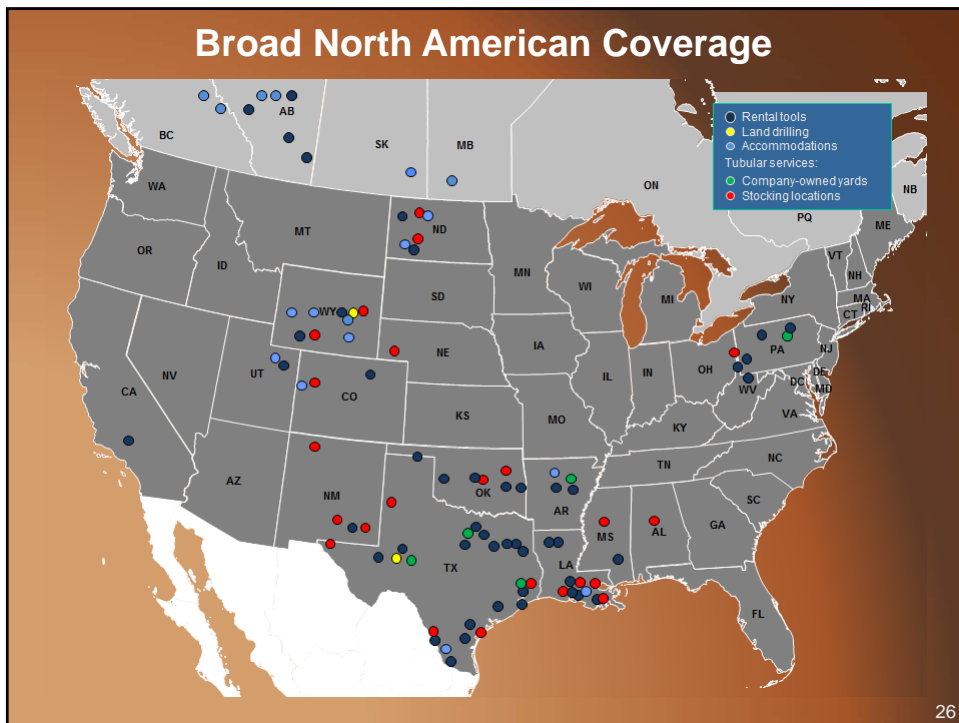 Broad North American Coverage
Rental tools
Land drilling
Accommodations
Tubular services:
Company-owned yards
Stocking locations
BC
AB
SK
MB
ON
PQ
NB
WA
MT
ND
MN
ME
VT
NH
OR
ID
WY
SD
WI
MI
NY
MA
RI
CT
NV
UT
CO
NE
IA
IL
IN
OH
PA
NJ
CA
KS
MO
KY
WV
DC
DE
MD
VA
AZ
NM
OK
AR
TN
NC
SC
TX
LA
MS
AL
GA
FL
26